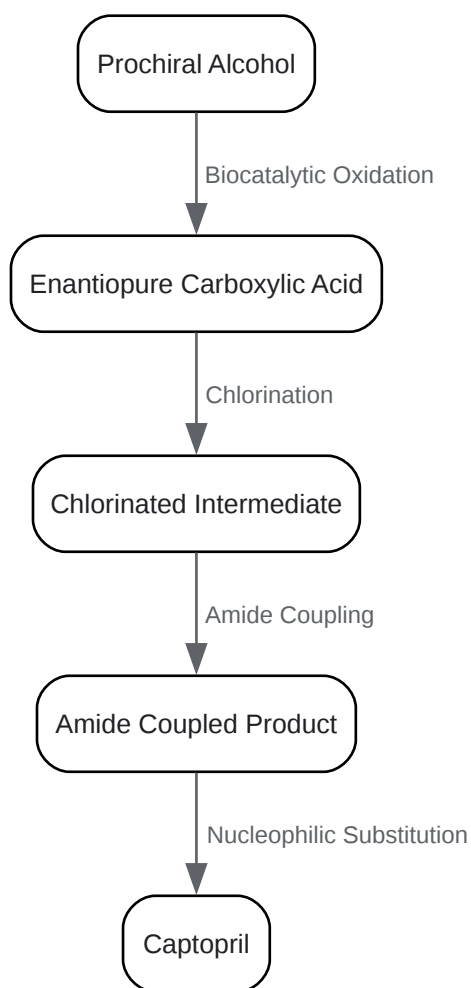 Prochiral Alcohol
Biocatalytic Oxidation
Enantiopure Carboxylic Acid
Chlorination
Chlorinated Intermediate
Amide Coupling
Amide Coupled Product
Nucleophilic Substitution
Captopril